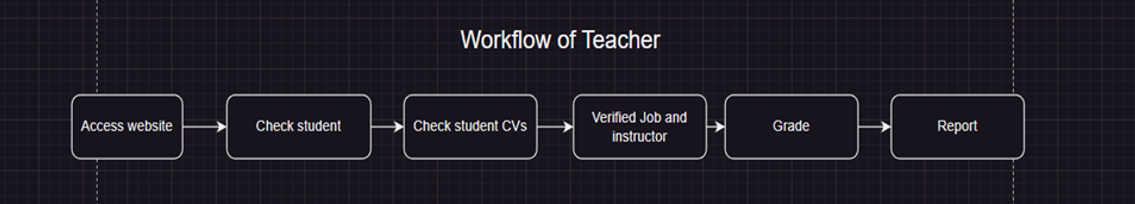 Workflow of Teacher
Access website
Check student
Check student CVs
Verified Job and
instructor
Grade
Report